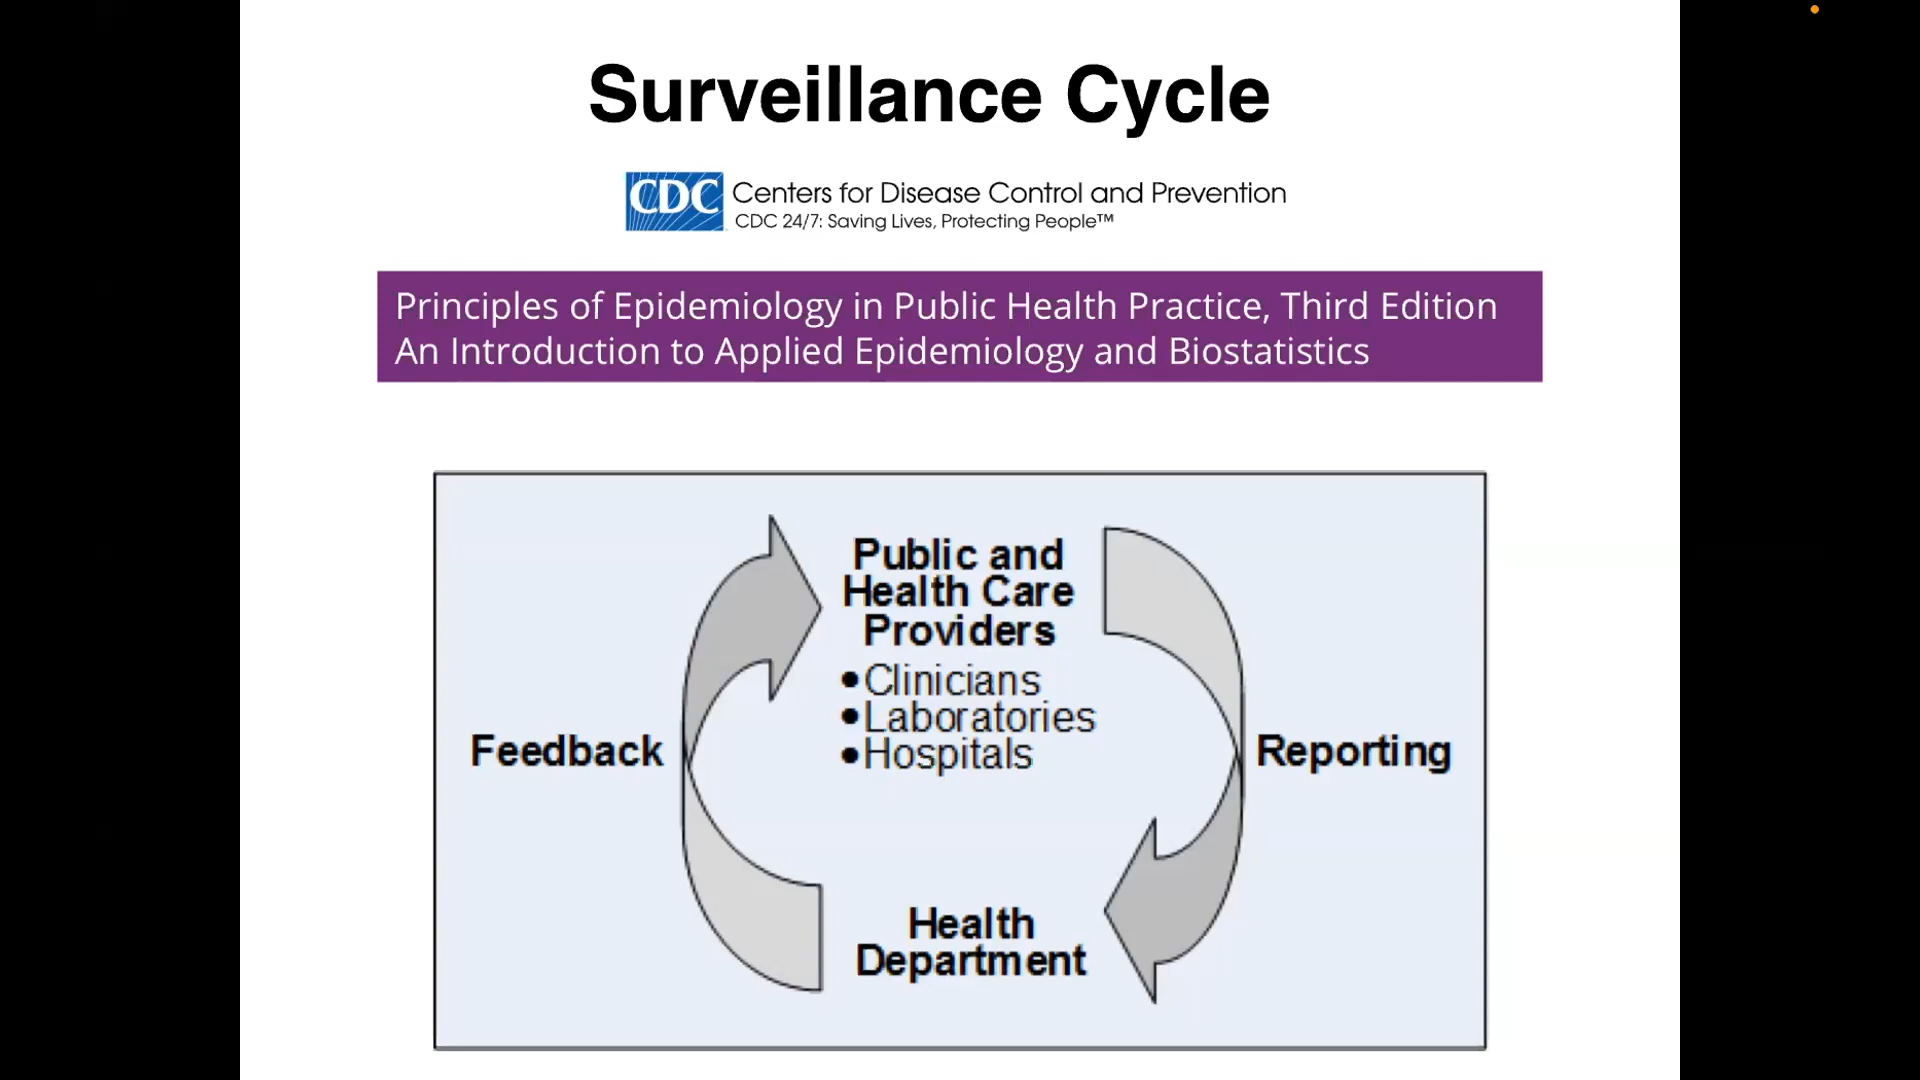 Surveillance Cycle
CDC
Centers for Disease Control and Prevention
CDC 24/7: Saving Lives, Protecting People™
Principles of Epidemiology in Public Health Practice, Third Edition
An Introduction to Applied Epidemiology and Biostatistics
Public and
Health Care
Providers
•Clinicians
•Laboratories
•Hospitals
Feedback
Reporting
Health
Department